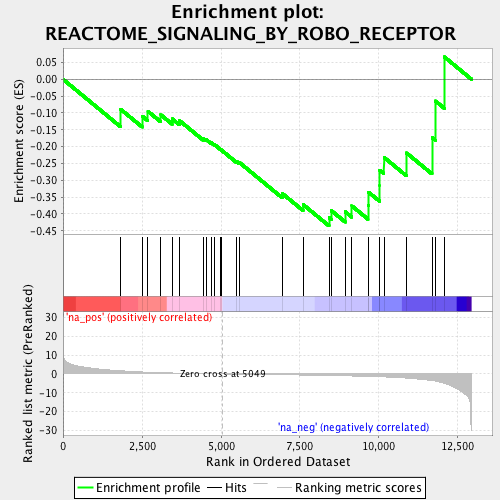 Enrichment plot:
REACTOME_SIGNALING_BY_ROBO_RECEPTOR
Enrichment score (ES)
0.05
0.00
-0.05
-0.10
-0.15
-0.20
-0.25
-0.30
-0.35
-0.40
-0.45
Ranked list metric (PreRanked)
'na_pos' (positively correlated)
30
20
10
0
-10
-20
-30
Zero cross at 5049
'na_neg' (negatively correlated)
0
2,500
5,000
7,500
10,000
12,500
Rank in Ordered Dataset
Enrichment profile
Hits
Ranking metric scores